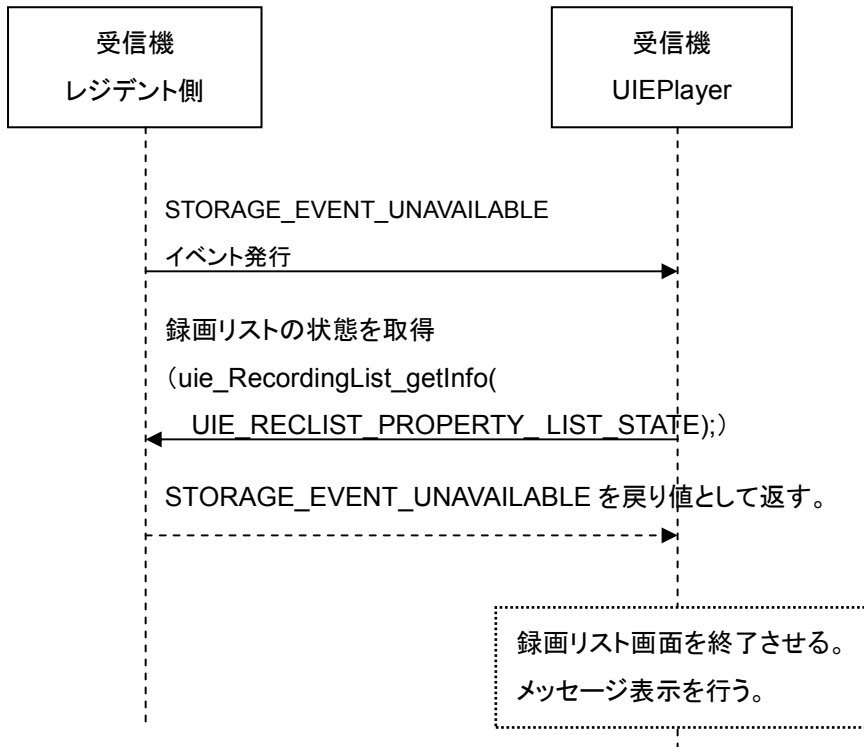 受信機
レジデント側
受信機
UIEPlayer
STORAGE_EVENT_UNAVAILABLE
イベント発行
録画リストの状態を取得
（uie_RecordingList_getInfo(
UIE_RECLIST_PROPERTY_ LIST_STATE);）
STORAGE_EVENT_UNAVAILABLE を戻り値として返す。
録画リスト画面を終了させる。
メッセージ表示を行う。